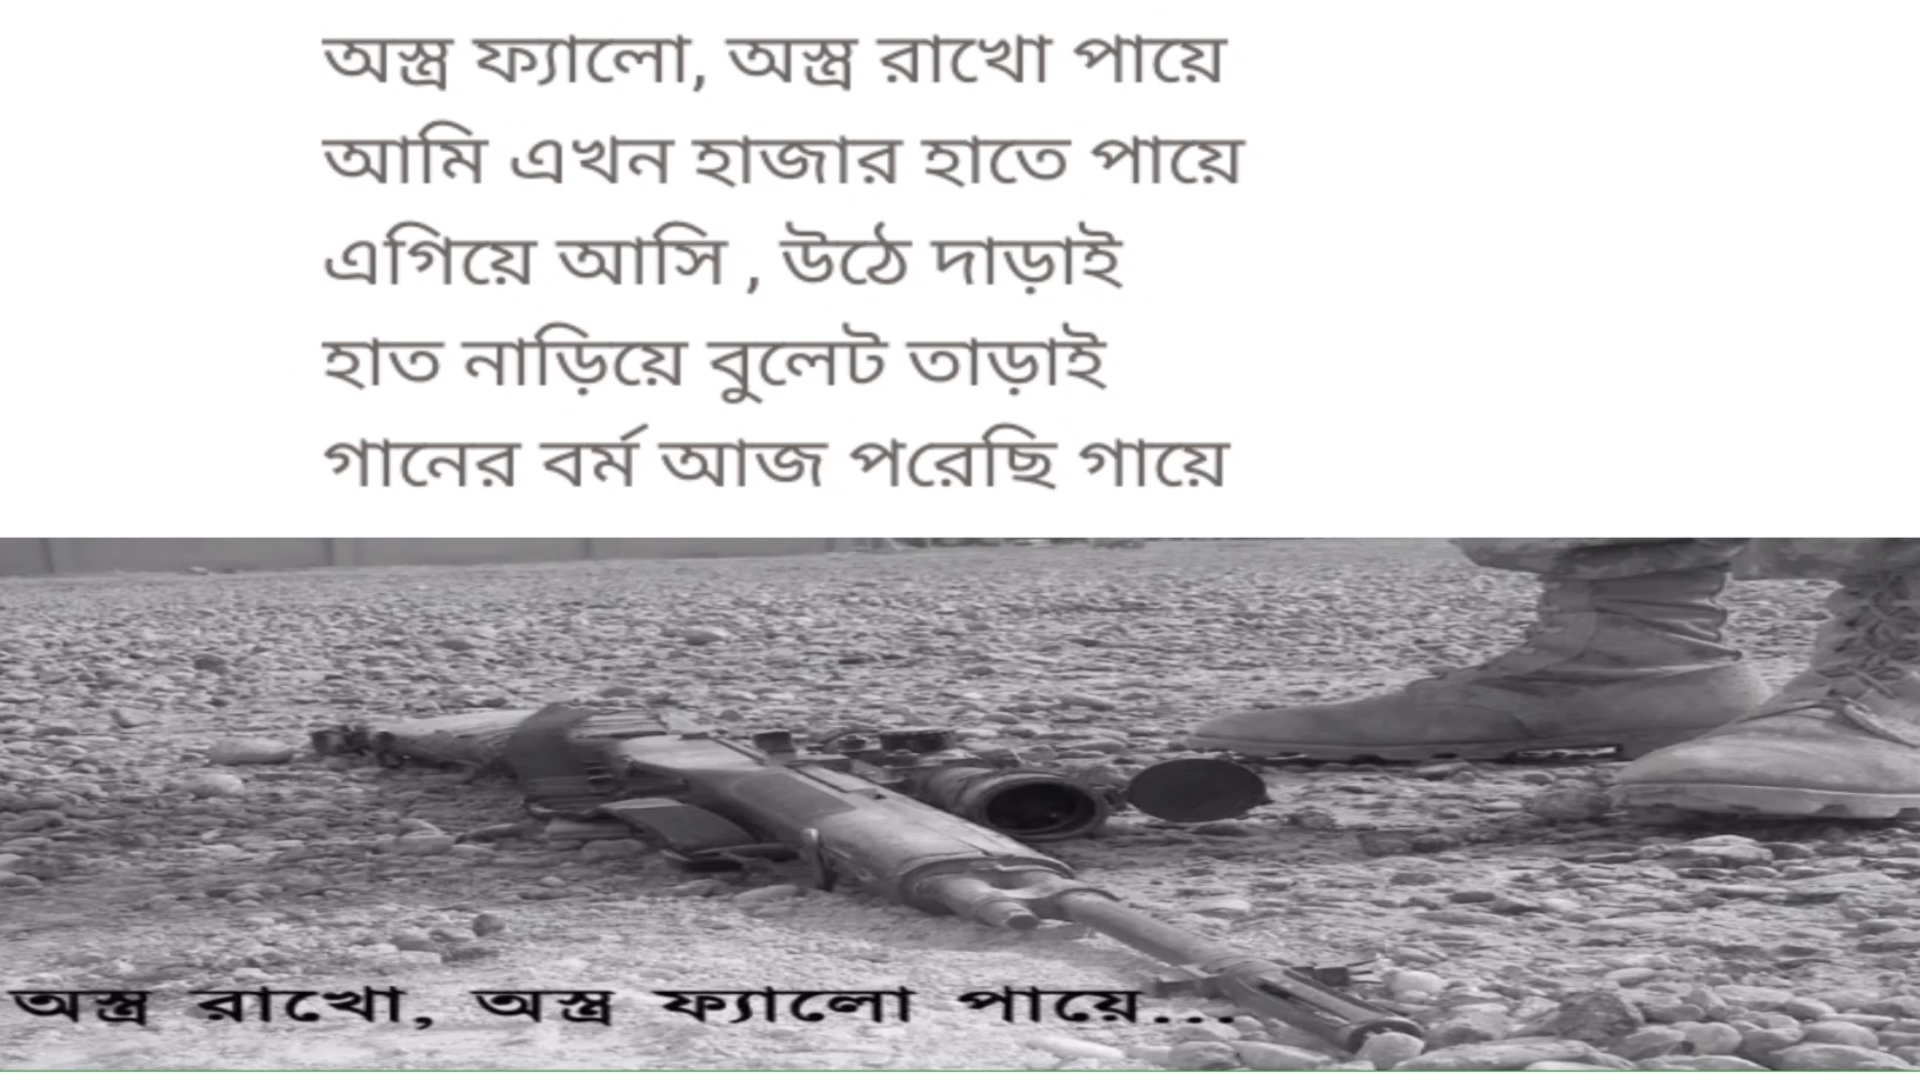 অস্ত্র ফ্যালো, অস্ত্র রাখো পায়ে
আমি এখন হাজার হাতে পায়ে
এগিয়ে আসি , উঠে দাড়াই
হাত নাড়িয়ে বুলেট তাড়াই
গানের বর্ম আজ পরেছি গায়ে
অস্ত্র রাখো, অস্ত্র ফ্যালো পায়ে...